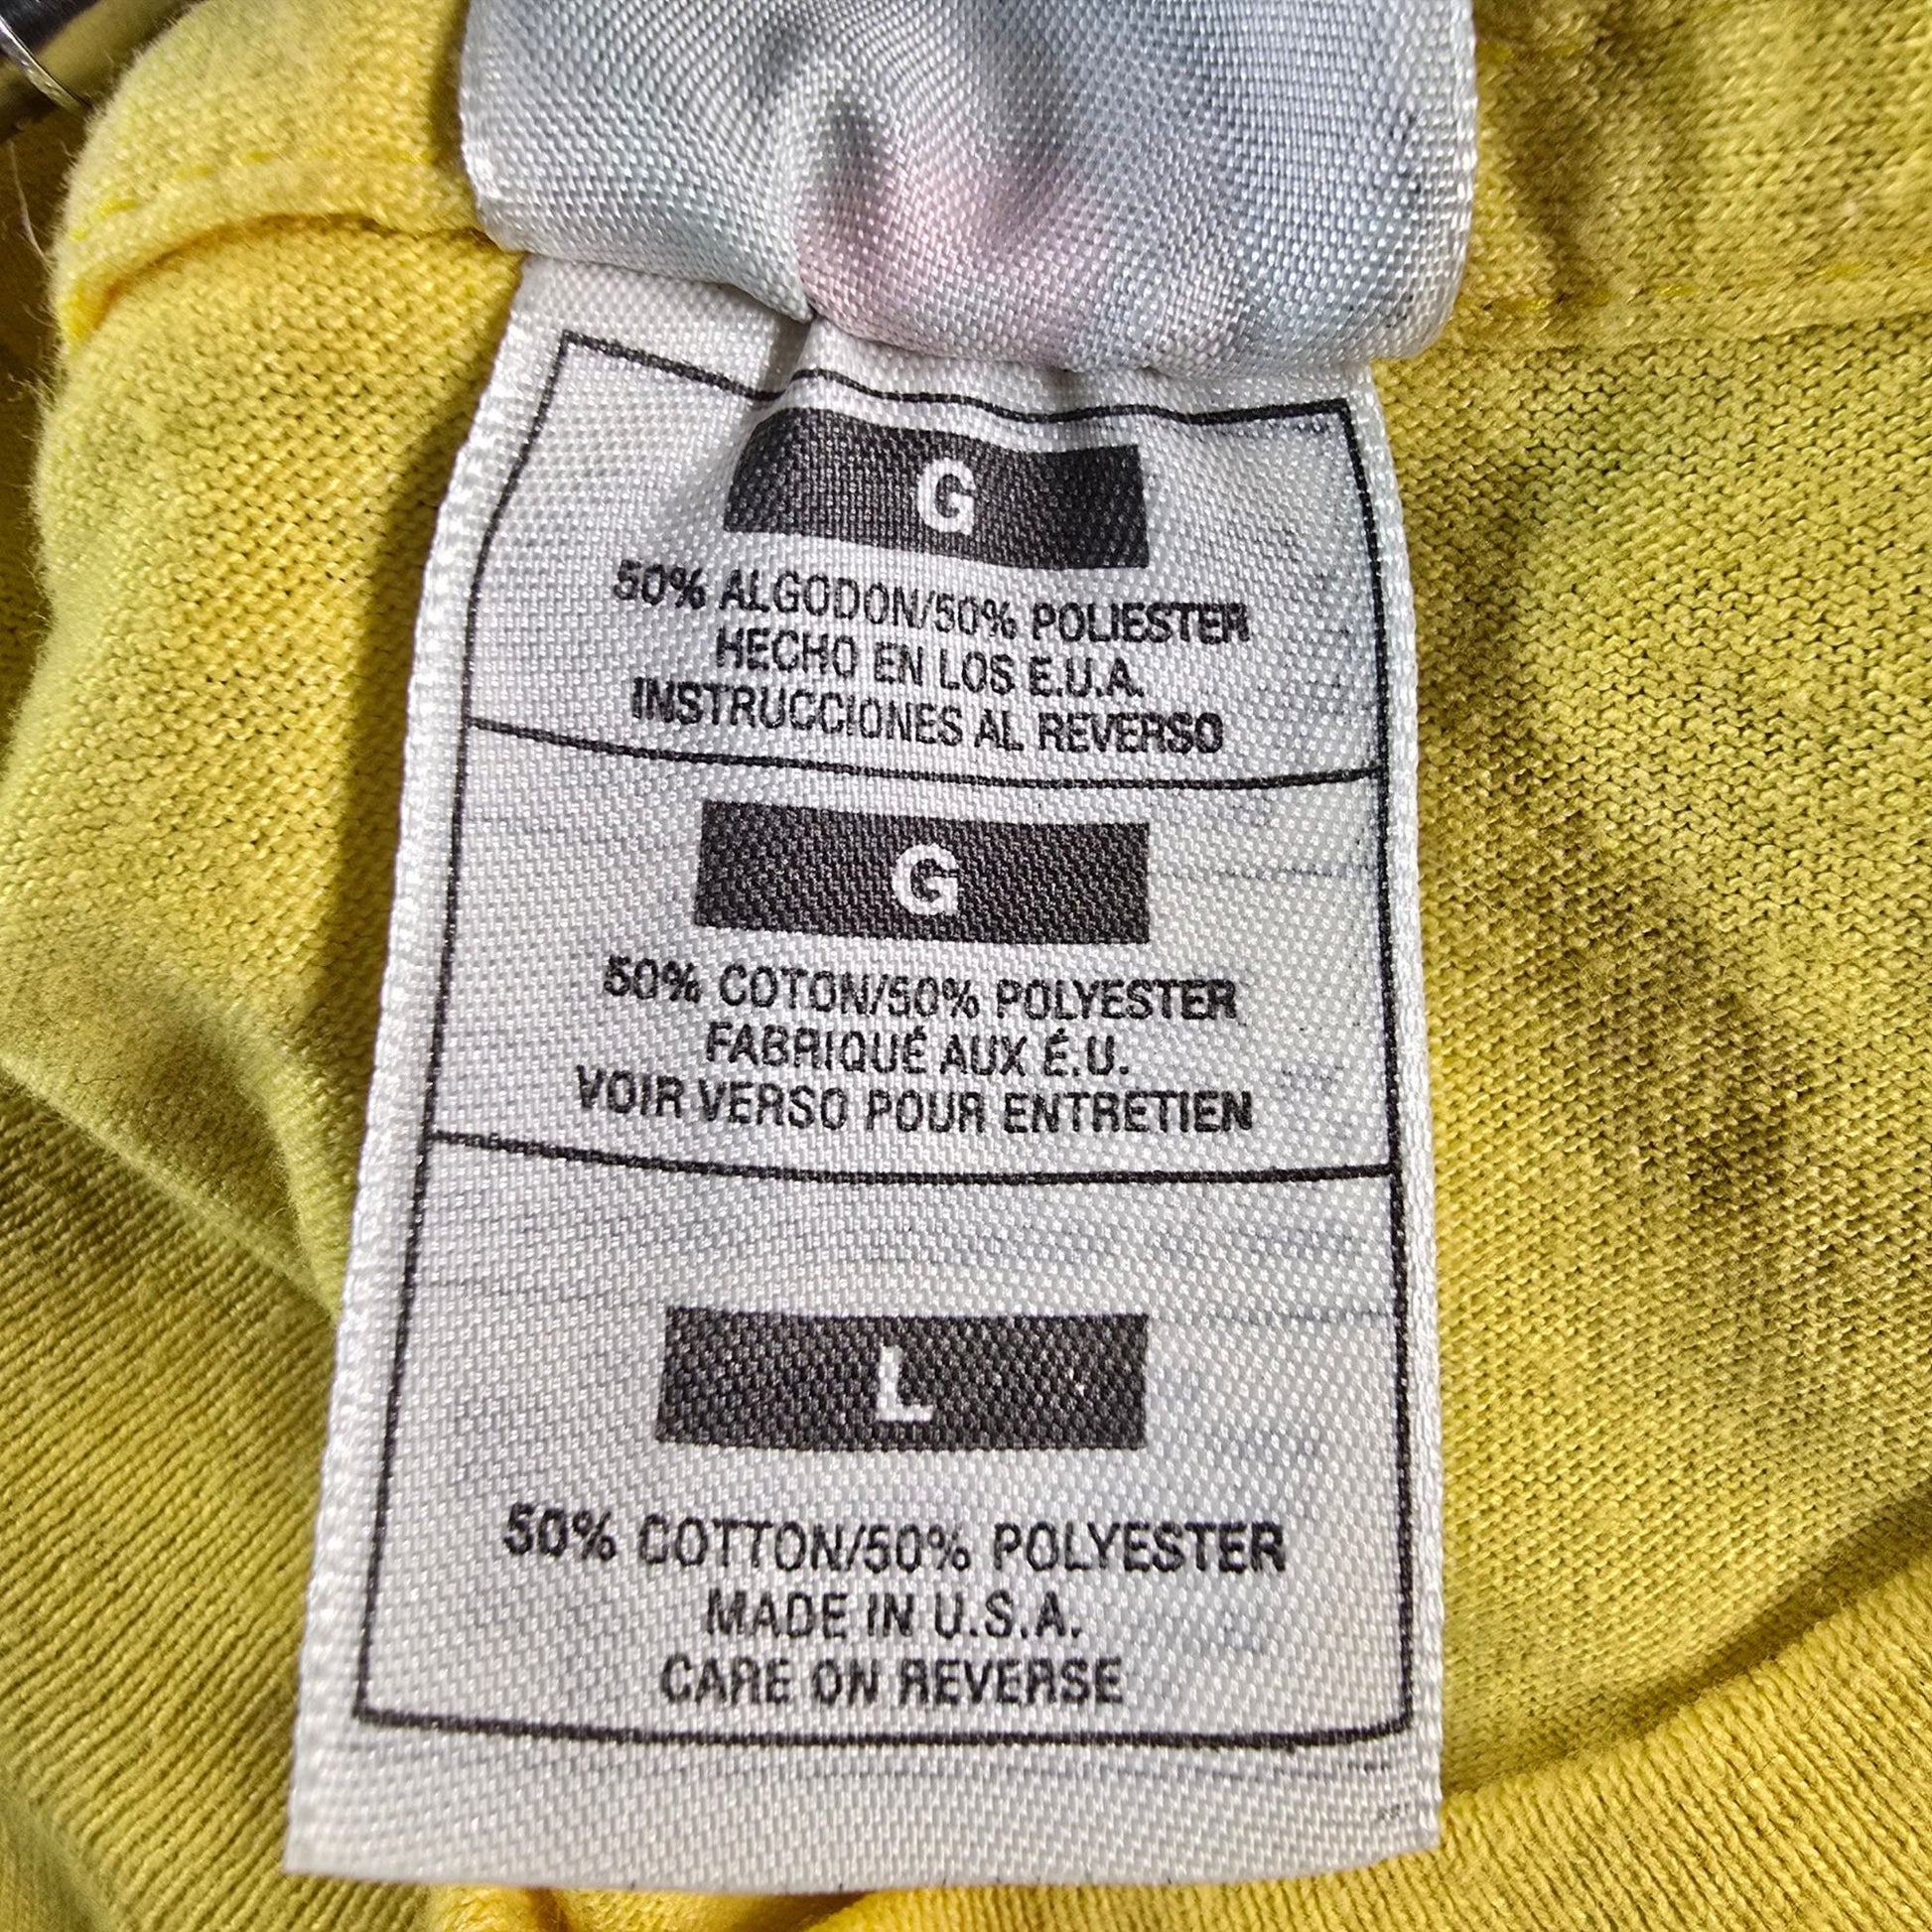 G
50% ALGODON/50% POLIESTER
HECHO EN LOS E.U.A.
INSTRUCCIONES AL REVERSO
G
50% COTON/50% POLYESTER
FABRIQUÉ AUX É.U.
VOIR VERSO POUR ENTRETIEN
L
50% COTTON/50% POLYESTER
MADE IN U.S.A.
CARE ON REVERSE